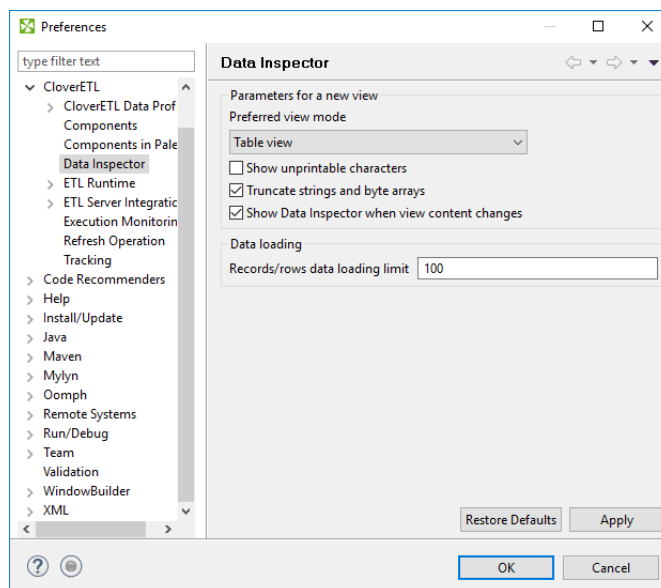 Preferences
type filter text
CloverETL
CloverETL Data Prof
Components
Components in Pale
Data Inspector
ETL Runtime
ETL Server Integratic
Execution Monitorin
Refresh Operation
Tracking
Code Recommenders
Help
Install/Update
Java
Maven
Mylyn
Oomph
Remote Systems
Run/Debug
Team
Validation
WindowBuilder
XML
Data Inspector
Parameters for a new view
Preferred view mode
Table view
Show unprintable characters
Truncate strings and byte arrays
Show Data Inspector when view content changes
Data loading
Records/rows data loading limit 100
Restore Defaults Apply
? OK Cancel